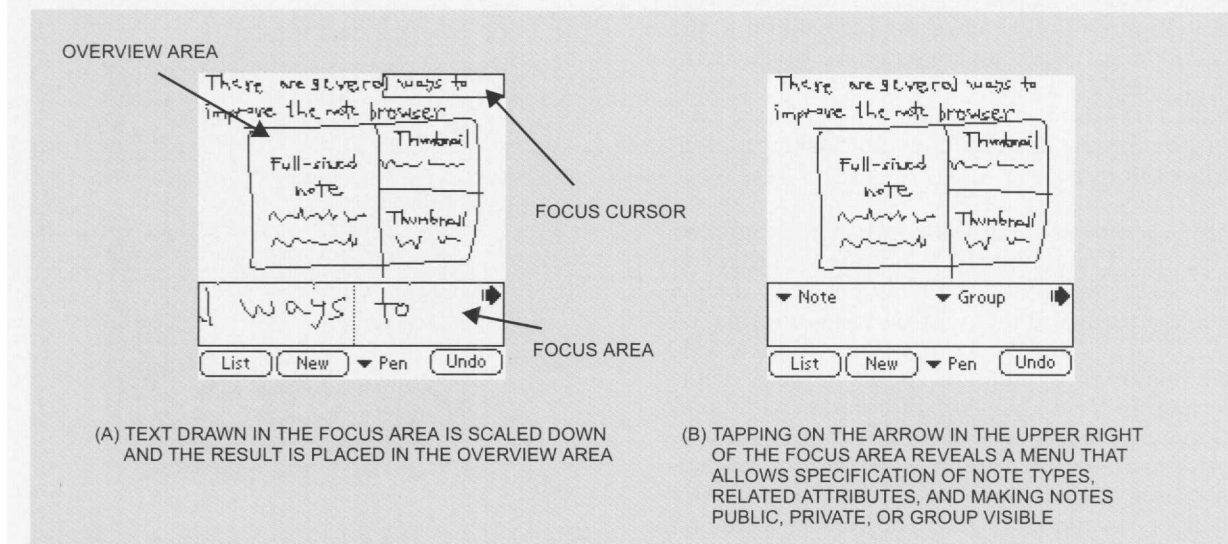 OVERVIEW AREA
There are several ways to
improve the note browser
Thumbnail
Full-sized
note
Thumbnail
FOCUS CURSOR
ll ways to
FOCUS AREA
List New Pen Undo
(A) TEXT DRAWN IN THE FOCUS AREA IS SCALED DOWN
AND THE RESULT IS PLACED IN THE OVERVIEW AREA
There are several ways to
improve the note browser
Thumbnail
Full-sized
note
Thumbnail
Note Group
List New Pen Undo
(B) TAPPING ON THE ARROW IN THE UPPER RIGHT
OF THE FOCUS AREA REVEALS A MENU THAT
ALLOWS SPECIFICATION OF NOTE TYPES,
RELATED ATTRIBUTES, AND MAKING NOTES
PUBLIC, PRIVATE, OR GROUP VISIBLE